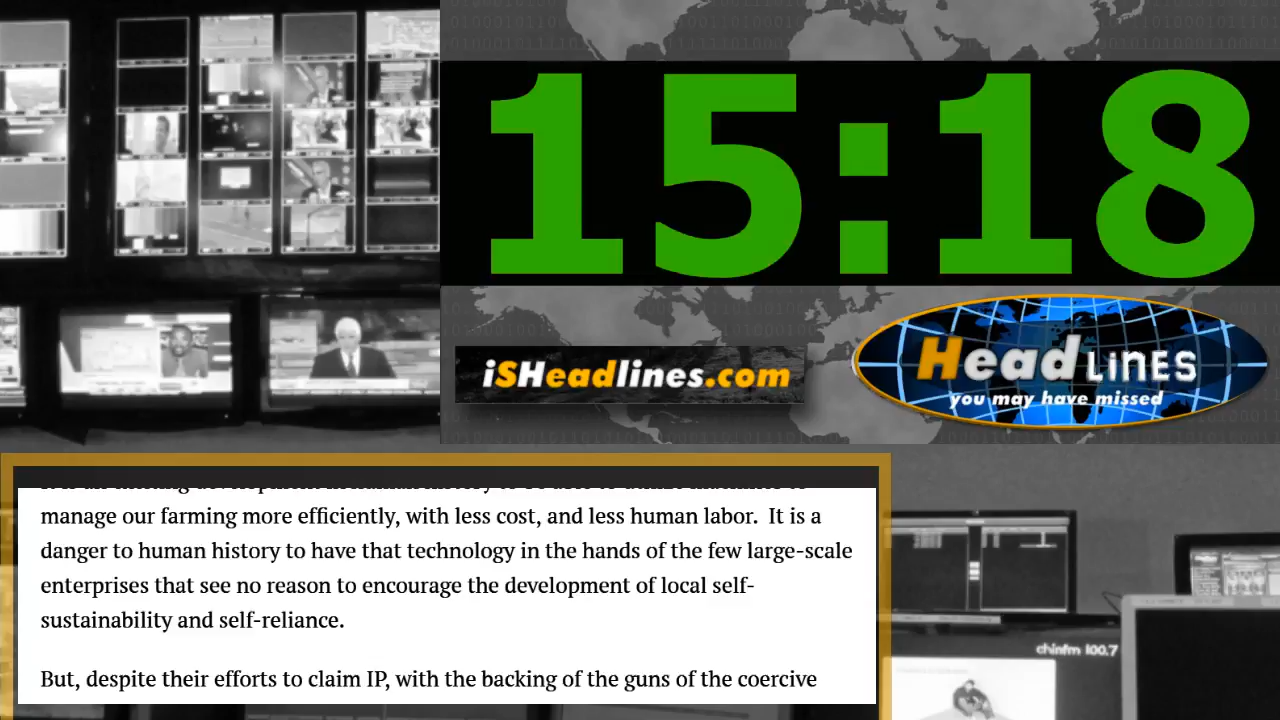 15:18
iSHeadlines.com
HeadLINES
you may have missed
manage our farming more efficiently, with less cost, and less human labor. It is a
danger to human history to have that technology in the hands of the few large-scale
enterprises that see no reason to encourage the development of local self-
sustainability and self-reliance.
But, despite their efforts to claim IP, with the backing of the guns of the coercive
chinfm 100.7